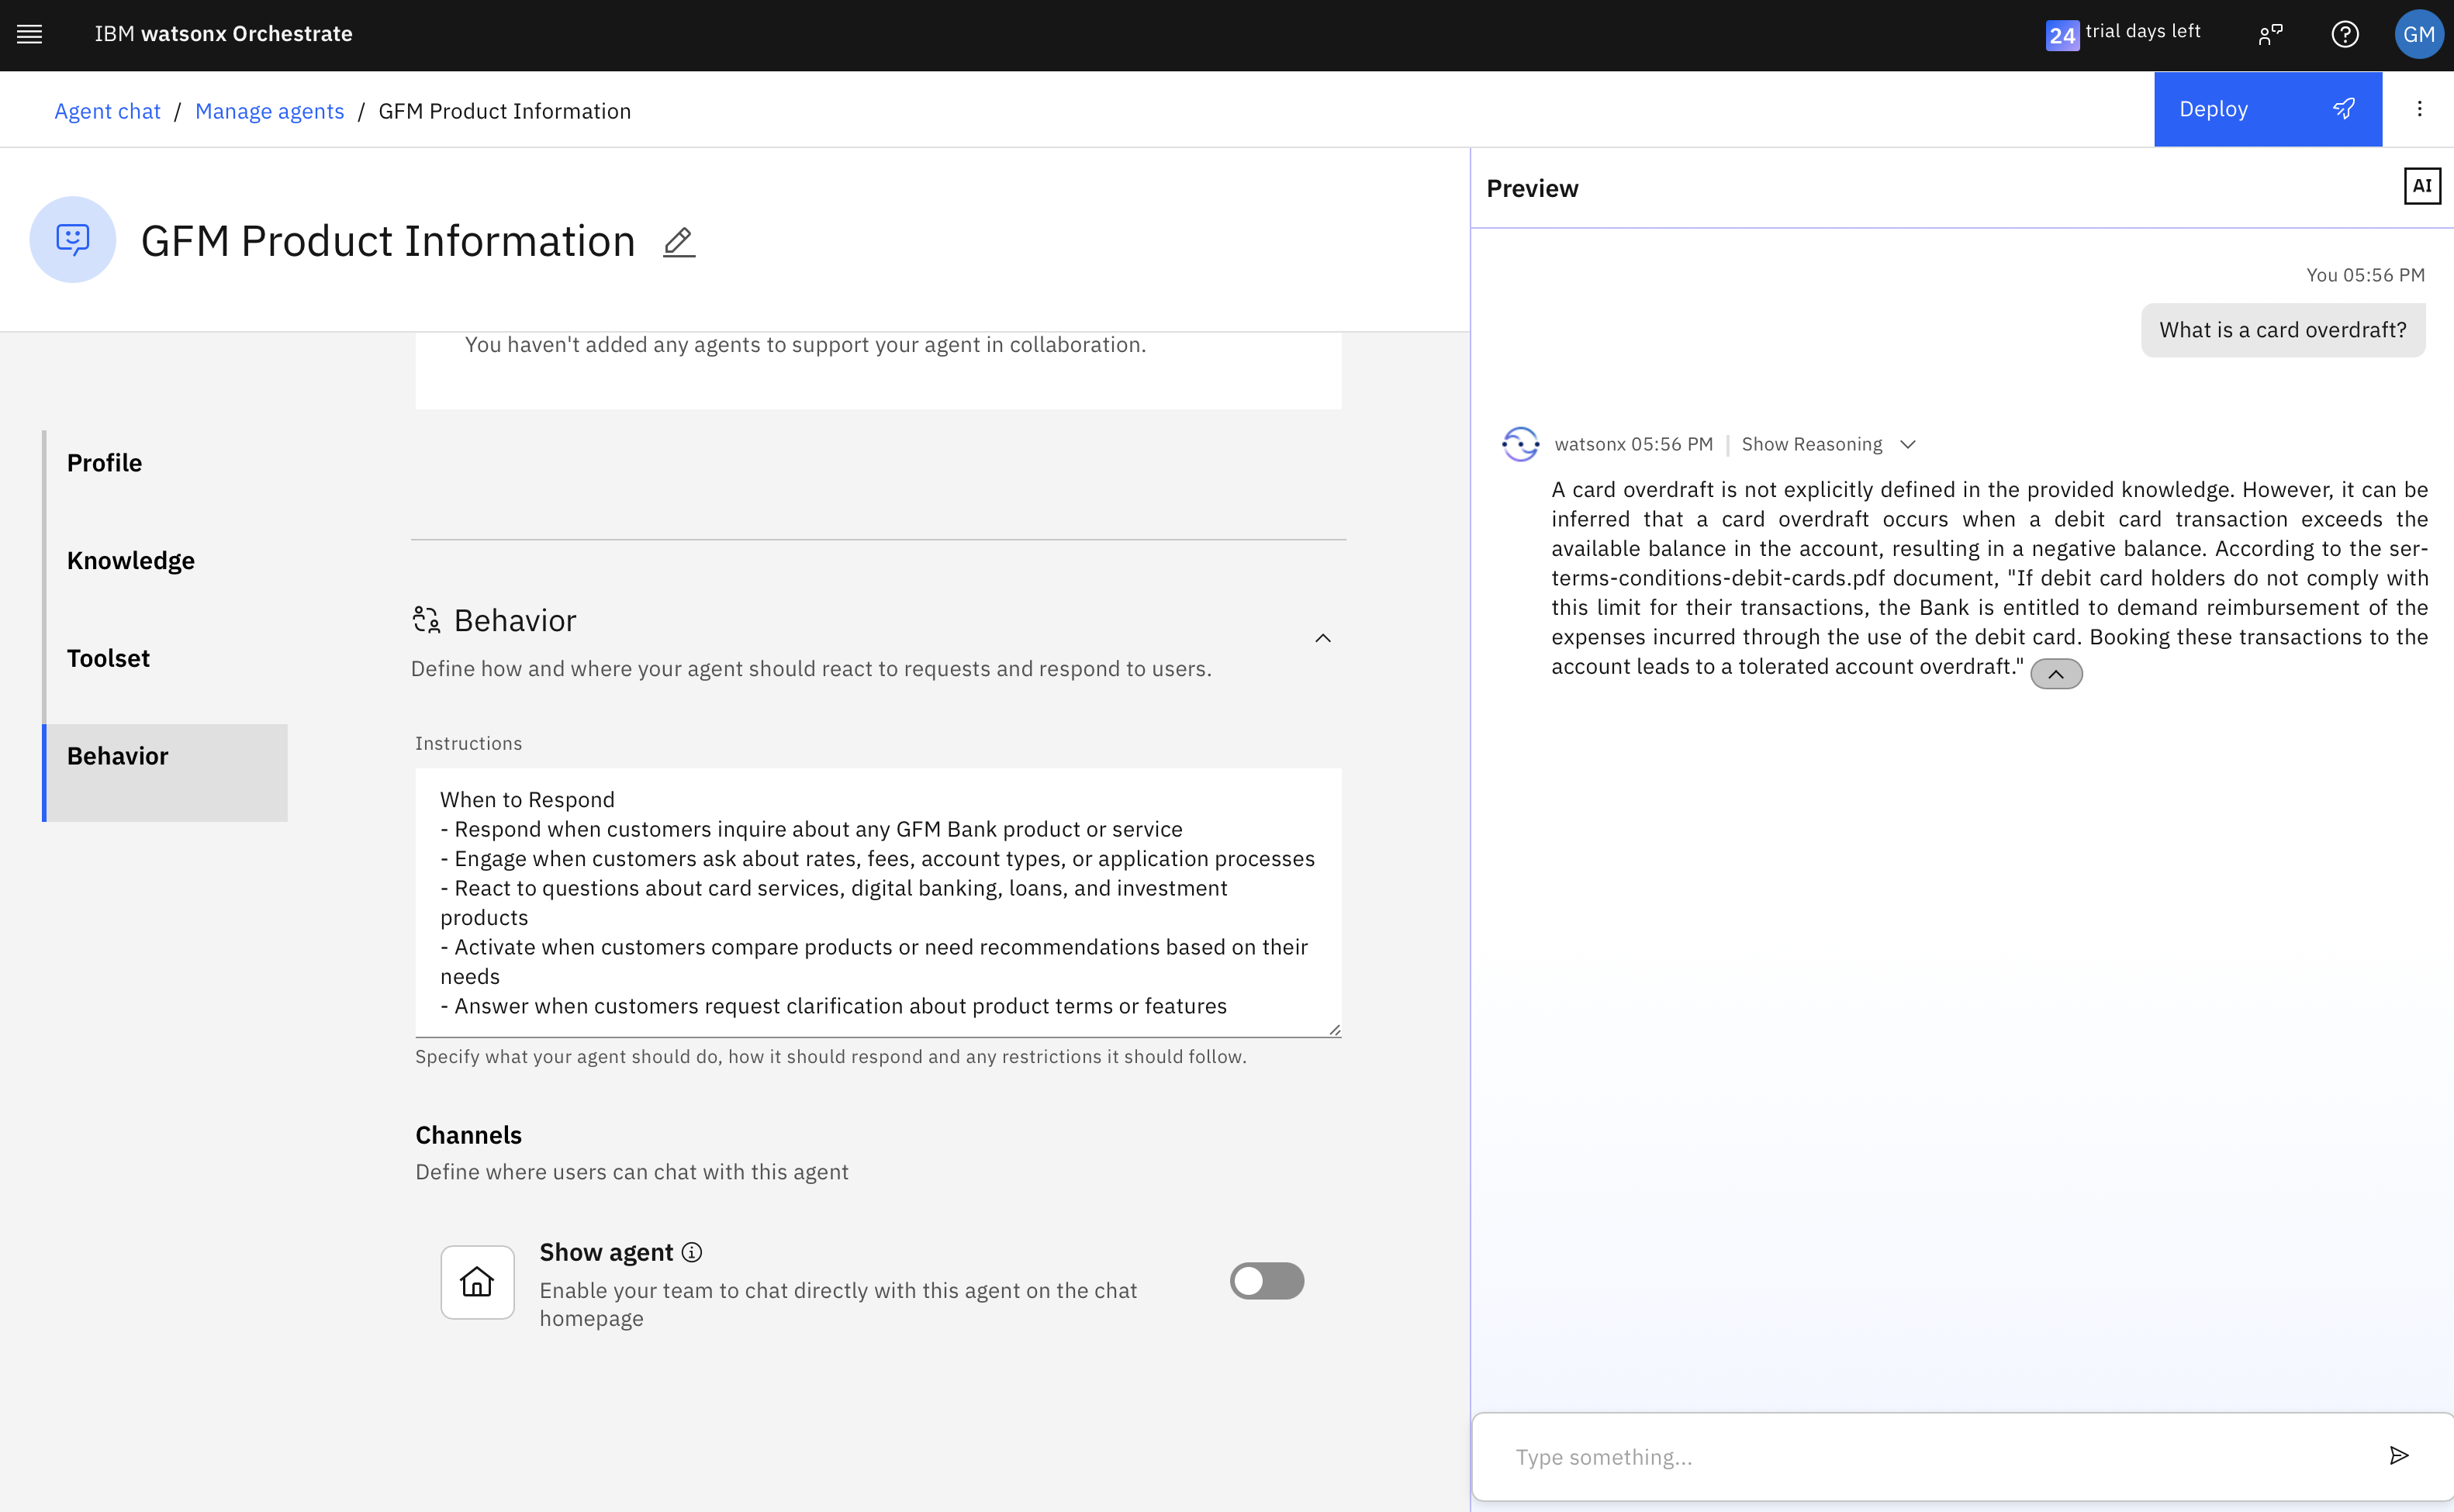 IBM watsonx Orchestrate
24 trial days left
GM
Agent chat / Manage agents / GFM Product Information
Deploy
GFM Product Information
You haven't added any agents to support your agent in collaboration.
Profile
Knowledge
Toolset
Behavior
Behavior
Define how and where your agent should react to requests and respond to users.
Instructions
When to Respond
- Respond when customers inquire about any GFM Bank product or service
- Engage when customers ask about rates, fees, account types, or application processes
- React to questions about card services, digital banking, loans, and investment
products
- Activate when customers compare products or need recommendations based on their
needs
- Answer when customers request clarification about product terms or features
Specify what your agent should do, how it should respond and any restrictions it should follow.
Channels
Define where users can chat with this agent
Show agent
Enable your team to chat directly with this agent on the chat
homepage
Preview
AI
You 05:56 PM
What is a card overdraft?
watsonx 05:56 PM | Show Reasoning
A card overdraft is not explicitly defined in the provided knowledge. However, it can be
inferred that a card overdraft occurs when a debit card transaction exceeds the
available balance in the account, resulting in a negative balance. According to the ser-
terms-conditions-debit-cards.pdf document, "If debit card holders do not comply with
this limit for their transactions, the Bank is entitled to demand reimbursement of the
expenses incurred through the use of the debit card. Booking these transactions to the
account leads to a tolerated account overdraft."
Type something...